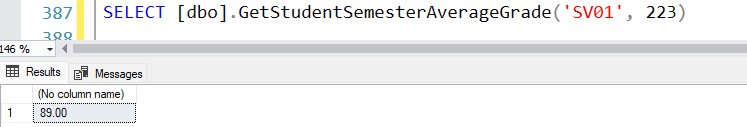 387 SELECT [dbo].GetStudentSemesterAverageGrade('SV01', 223)
388
146 %
Results Messages
(No column name)
1 89.00